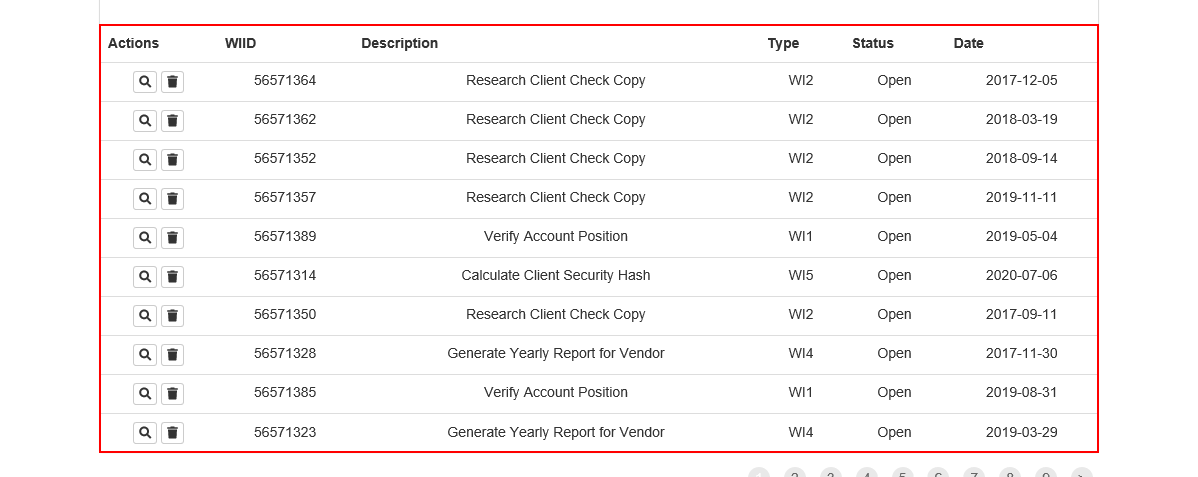 Actions WIID Description Type Status Date
56571364 Research Client Check Copy WI2 Open 2017-12-05
56571362 Research Client Check Copy WI2 Open 2018-03-19
56571352 Research Client Check Copy WI2 Open 2018-09-14
56571357 Research Client Check Copy WI2 Open 2019-11-11
56571389 Verify Account Position WI1 Open 2019-05-04
56571314 Calculate Client Security Hash WI5 Open 2020-07-06
56571350 Research Client Check Copy WI2 Open 2017-09-11
56571328 Generate Yearly Report for Vendor WI4 Open 2017-11-30
56571385 Verify Account Position WI1 Open 2019-08-31
56571323 Generate Yearly Report for Vendor WI4 Open 2019-03-29
1 2 3 4 5 6 7 8 9 >